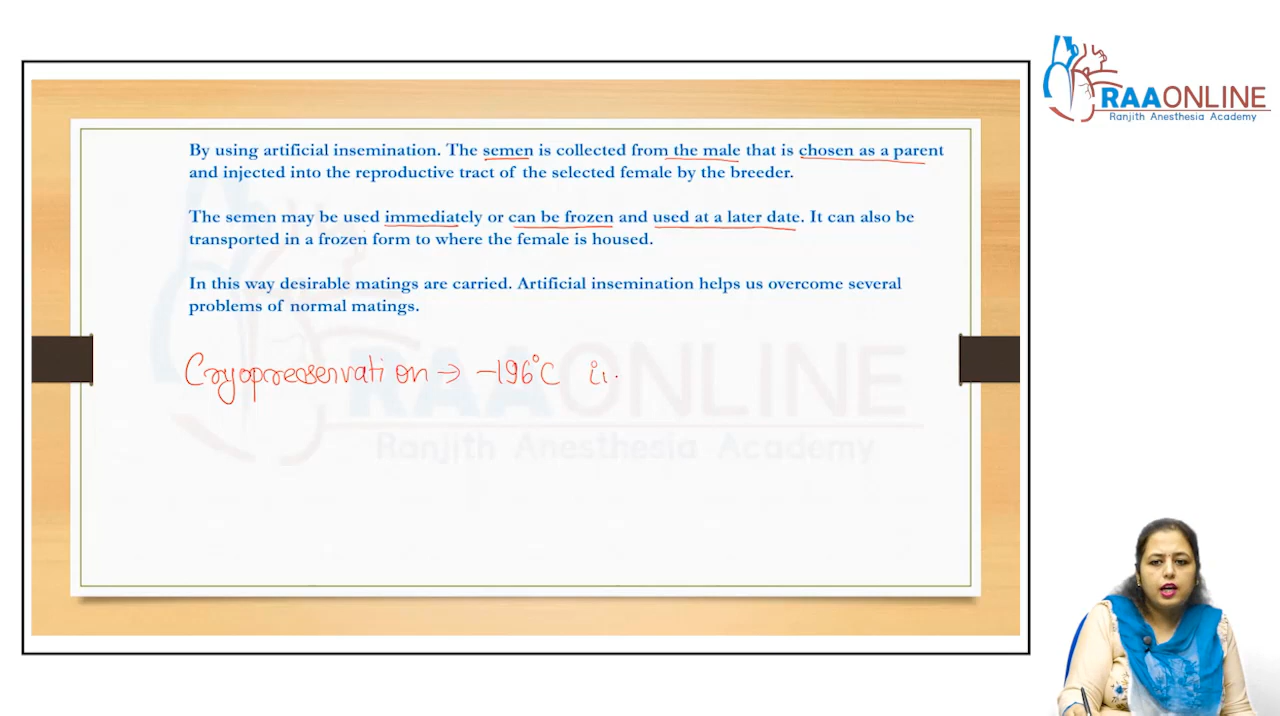 RAAONLINE
Ranjith Anesthesia Academy
By using artificial insemination. The semen is collected from the male that is chosen as a parent
and injected into the reproductive tract of the selected female by the breeder.
The semen may be used immediately or can be frozen and used at a later date. It can also be
transported in a frozen form to where the female is housed.
In this way desirable matings are carried. Artificial insemination helps us overcome several
problems of normal matings.
Cryopreservation → -196°C
RAAONLINE
Ranjith Anesthesia Academy